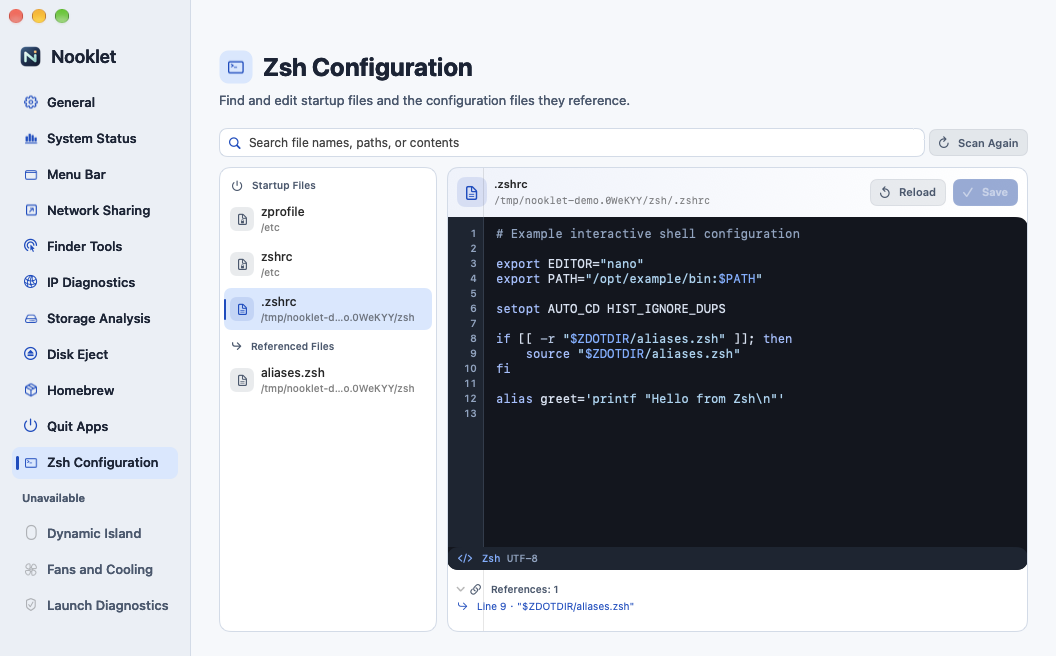 Nooklet
General
System Status
Menu Bar
Network Sharing
Finder Tools
IP Diagnostics
Storage Analysis
Disk Eject
Homebrew
Quit Apps
Zsh Configuration
Unavailable
Dynamic Island
Fans and Cooling
Launch Diagnostics
Zsh Configuration
Find and edit startup files and the configuration files they reference.
Search file names, paths, or contents
Scan Again
Startup Files
zprofile
/etc
zshrc
/etc
.zshrc
/tmp/nooklet-d...o.0WeKYY/zsh
Referenced Files
aliases.zsh
/tmp/nooklet-d...o.0WeKYY/zsh
.zshrc
/tmp/nooklet-demo.0WeKYY/zsh/.zshrc
Reload
Save
1 # Example interactive shell configuration
2
3 export EDITOR="nano"
4 export PATH="/opt/example/bin:$PATH"
5
6 setopt AUTO_CD HIST_IGNORE_DUPS
7
8 if [[ -r "$ZDOTDIR/aliases.zsh" ]]; then
9     source "$ZDOTDIR/aliases.zsh"
10 fi
11
12 alias greet='printf "Hello from Zsh\n"'
13
</> Zsh UTF-8
References: 1
Line 9 · "$ZDOTDIR/aliases.zsh"